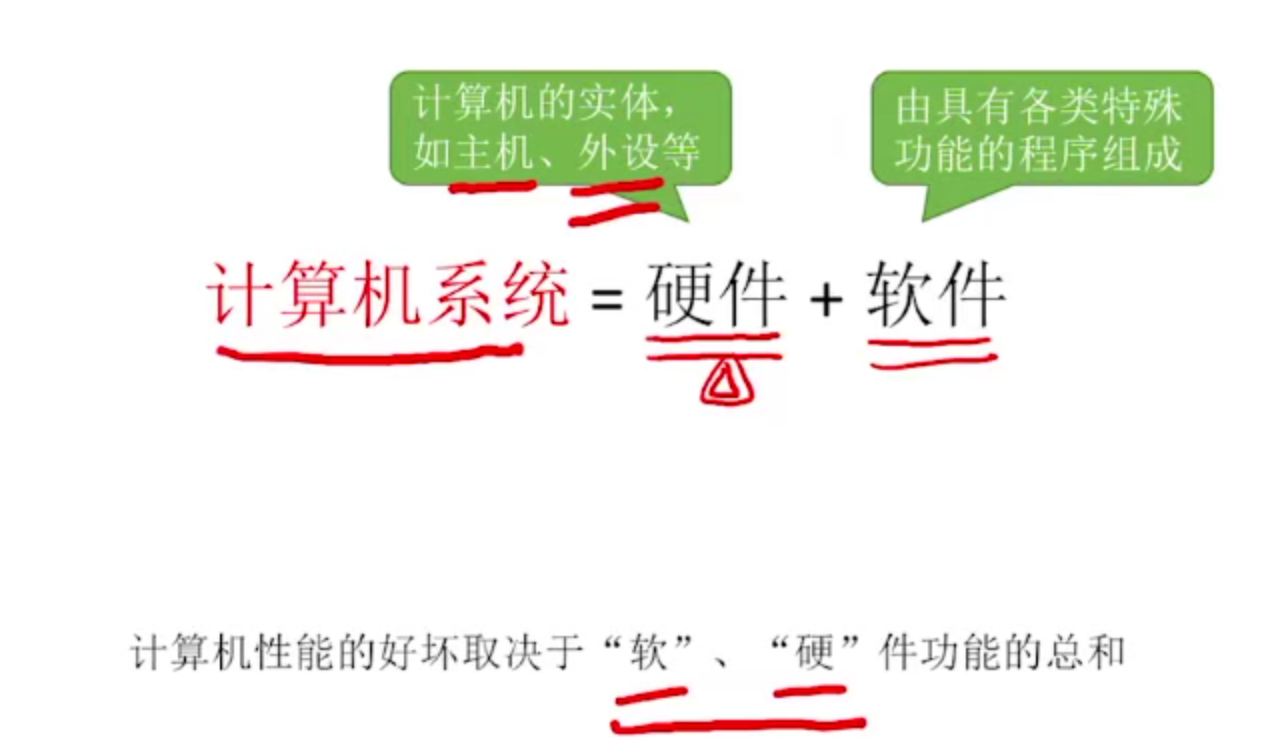 计算机的实体，
如主机、外设等
由具有各类特殊
功能的程序组成
计算机系统 = 硬件 + 软件
计算机性能的好坏取决于“软”、“硬”件功能的总和